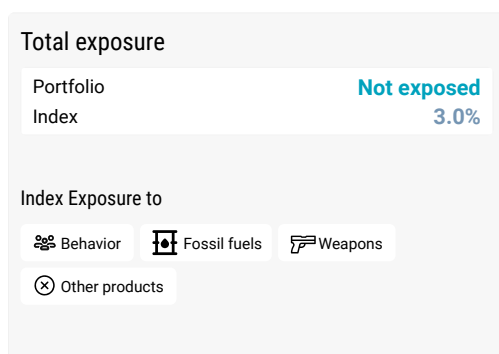 Total exposure
Portfolio Not exposed
Index 3.0%
Index Exposure to
Behavior Fossil fuels Weapons
Other products